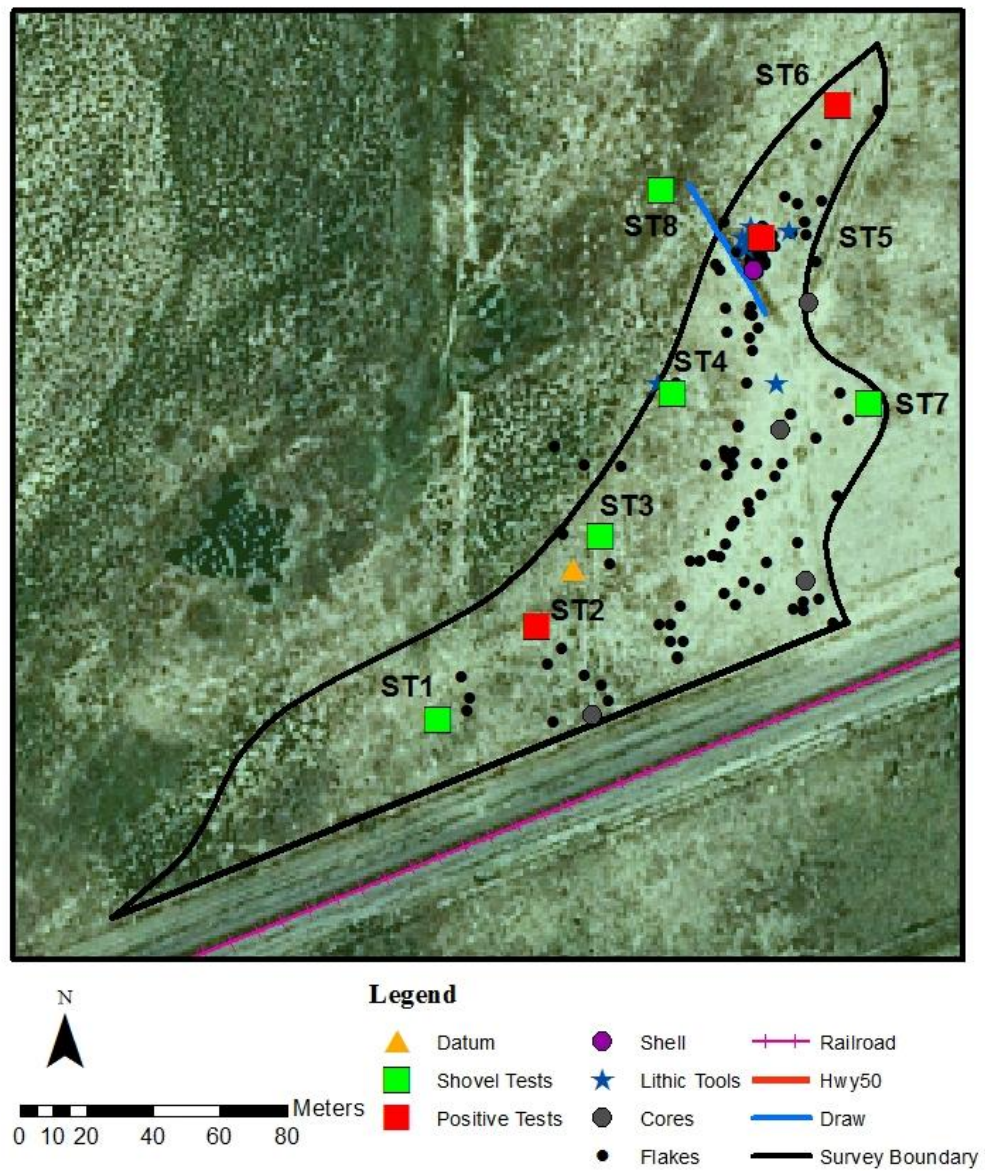 ST6
ST8
ST5
ST4
ST7
ST3
ST2
ST1
N
Meters
0 10 20 40 60 80
Legend
Datum
Shovel Tests
Positive Tests
Shell
Lithic Tools
Cores
Flakes
Railroad
Hwy50
Draw
Survey Boundary